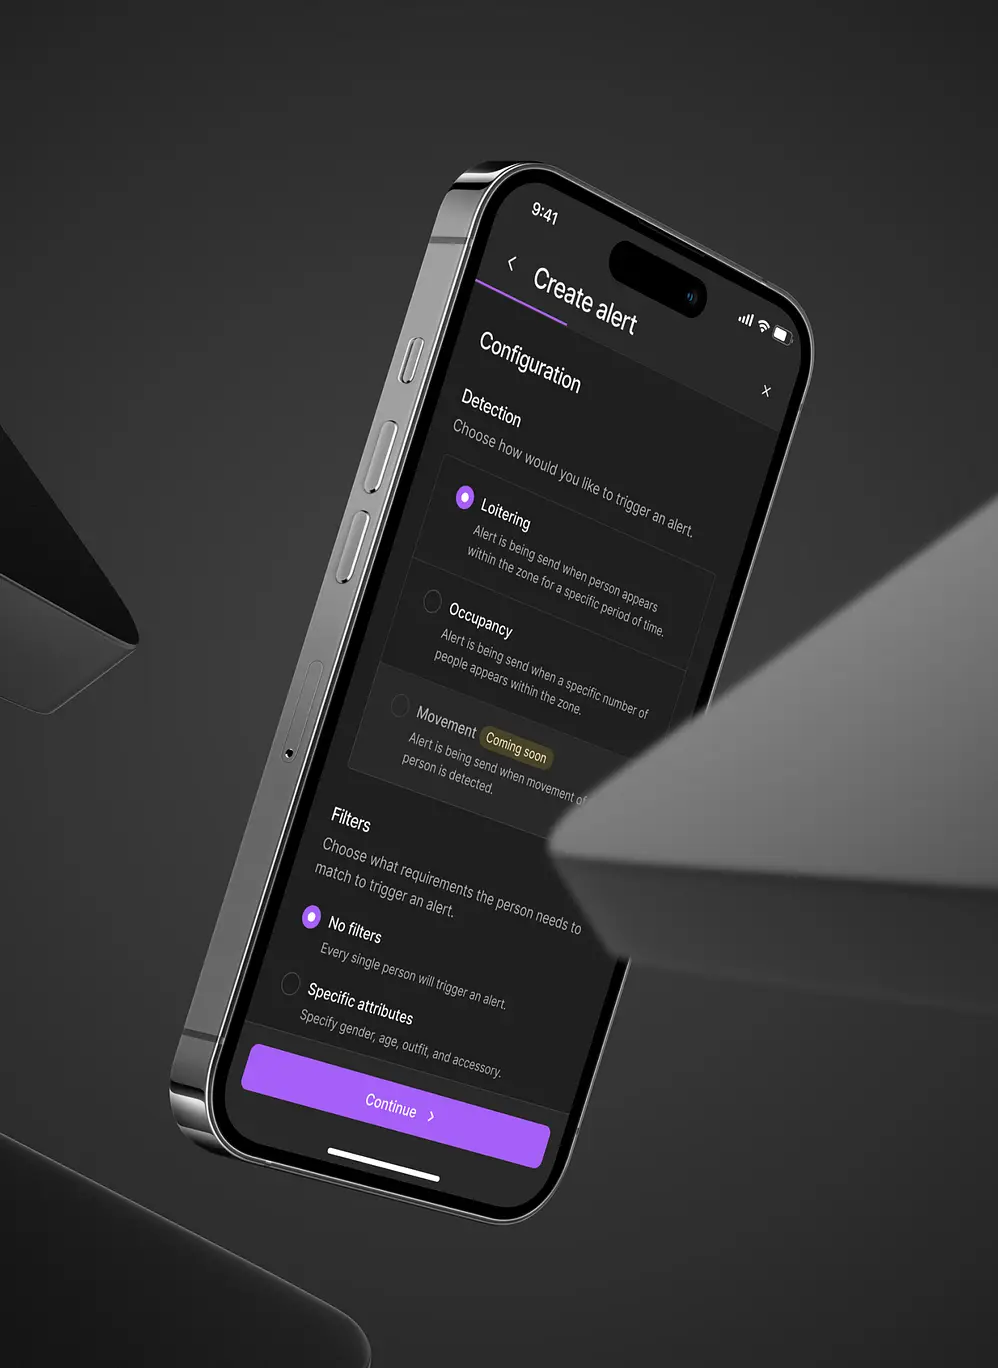 9:41
Create alert
Configuration
Detection
Choose how would you like to trigger an alert.
Loitering
Alert is being send when person appears
within the zone for a specific period of time.
Occupancy
Alert is being send when a specific number of
people appears within the zone.
Movement Coming soon
Alert is being send when movement of
person is detected.
Filters
Choose what requirements the person needs to
match to trigger an alert.
No filters
Every single person will trigger an alert.
Specific attributes
Specify gender, age, outfit, and accessory.
Continue